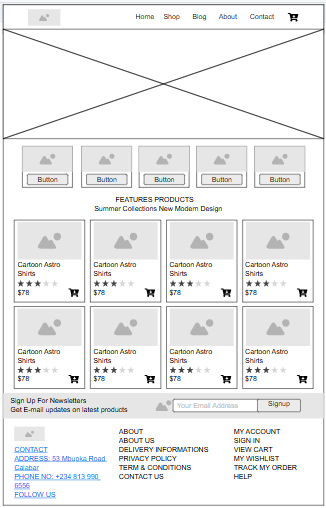 Home Shop Blog About Contact
Button Button Button Button Button
FEATURES PRODUCTS
Summer Collections New Modern Design
Cartoon Astro Shirts
$78
Cartoon Astro Shirts
$78
Cartoon Astro Shirts
$78
Cartoon Astro Shirts
$78
Cartoon Astro Shirts
$78
Cartoon Astro Shirts
$78
Cartoon Astro Shirts
$78
Cartoon Astro Shirts
$78
Sign Up For Newsletters
Get E-mail updates on latest products
Your Email Address
Signup
CONTACT
ADDRESS: 53 Mbupka Road,
Calabar
PHONE NO: +234 813 990
6556
FOLLOW US
ABOUT
ABOUT US
DELIVERY INFORMATIONS
PRIVACY POLICY
TERM & CONDITIONS
CONTACT US
MY ACCOUNT
SIGN IN
VIEW CART
MY WISHLIST
TRACK MY ORDER
HELP